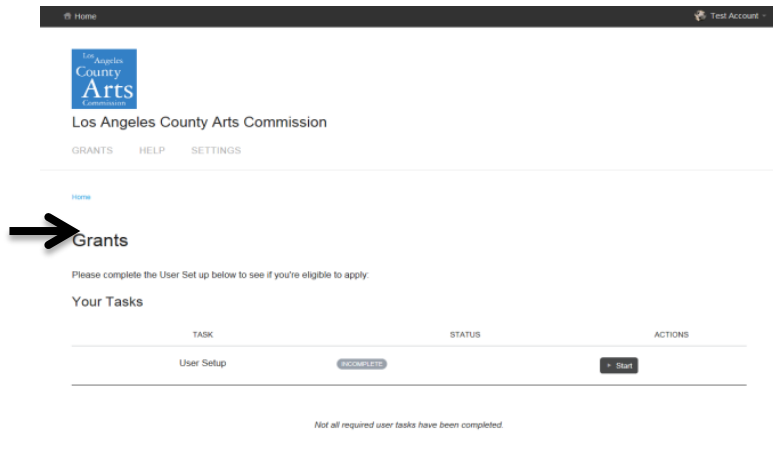 Home
Test Account
Los Angeles
County
Arts
Commission
Los Angeles County Arts Commission
GRANTS HELP SETTINGS
Home
Grants
Please complete the User Set up below to see if you're eligible to apply:
Your Tasks
TASK STATUS ACTIONS
User Setup INCOMPLETE Start
Not all required user tasks have been completed.